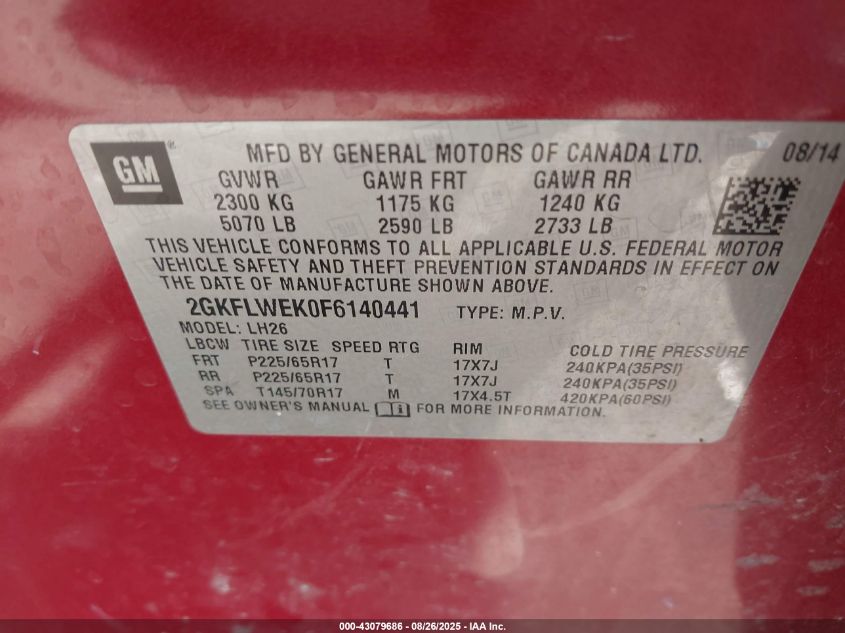 GM ® MFD BY GENERAL MOTORS OF CANADA LTD. 08/14
GVWR GAWR FRT GAWR RR
2300 KG 1175 KG 1240 KG
5070 LB 2590 LB 2733 LB
THIS VEHICLE CONFORMS TO ALL APPLICABLE U.S. FEDERAL MOTOR
VEHICLE SAFETY AND THEFT PREVENTION STANDARDS IN EFFECT ON
THE DATE OF MANUFACTURE SHOWN ABOVE.
2GKFLWEK0F6140441 TYPE: M.P.V.
MODEL: LH26
LBCW TIRE SIZE SPEED RTG RIM COLD TIRE PRESSURE
FRT P225/65R17 T 17X7J 240KPA(35PSI)
RR P225/65R17 T 17X7J 240KPA(35PSI)
SPA T145/70R17 M 17X4.5T 420KPA(60PSI)
SEE OWNER'S MANUAL FOR MORE INFORMATION.
000-43079686 - 08/26/2025 - IAA Inc.